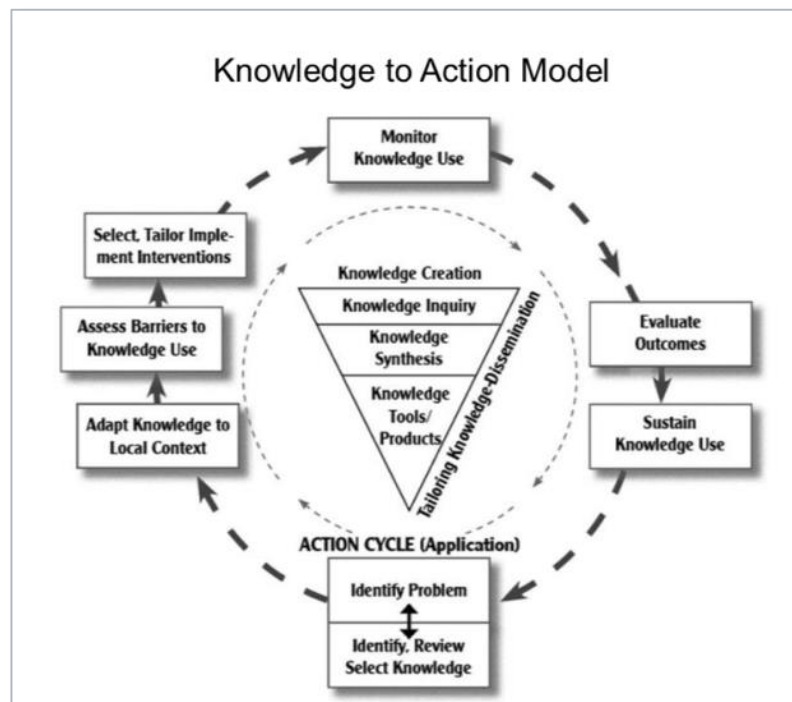 Knowledge to Action Model
Monitor
Knowledge Use
Select, Tailor Imple-
ment Interventions
Assess Barriers to
Knowledge Use
Adapt Knowledge to
Local Context
Knowledge Creation
Knowledge Inquiry
Knowledge
Synthesis
Knowledge
Tools/
Products
Tailoring Knowledge-Dissemination
Evaluate
Outcomes
Sustain
Knowledge Use
ACTION CYCLE (Application)
Identify Problem
Identify, Review
Select Knowledge